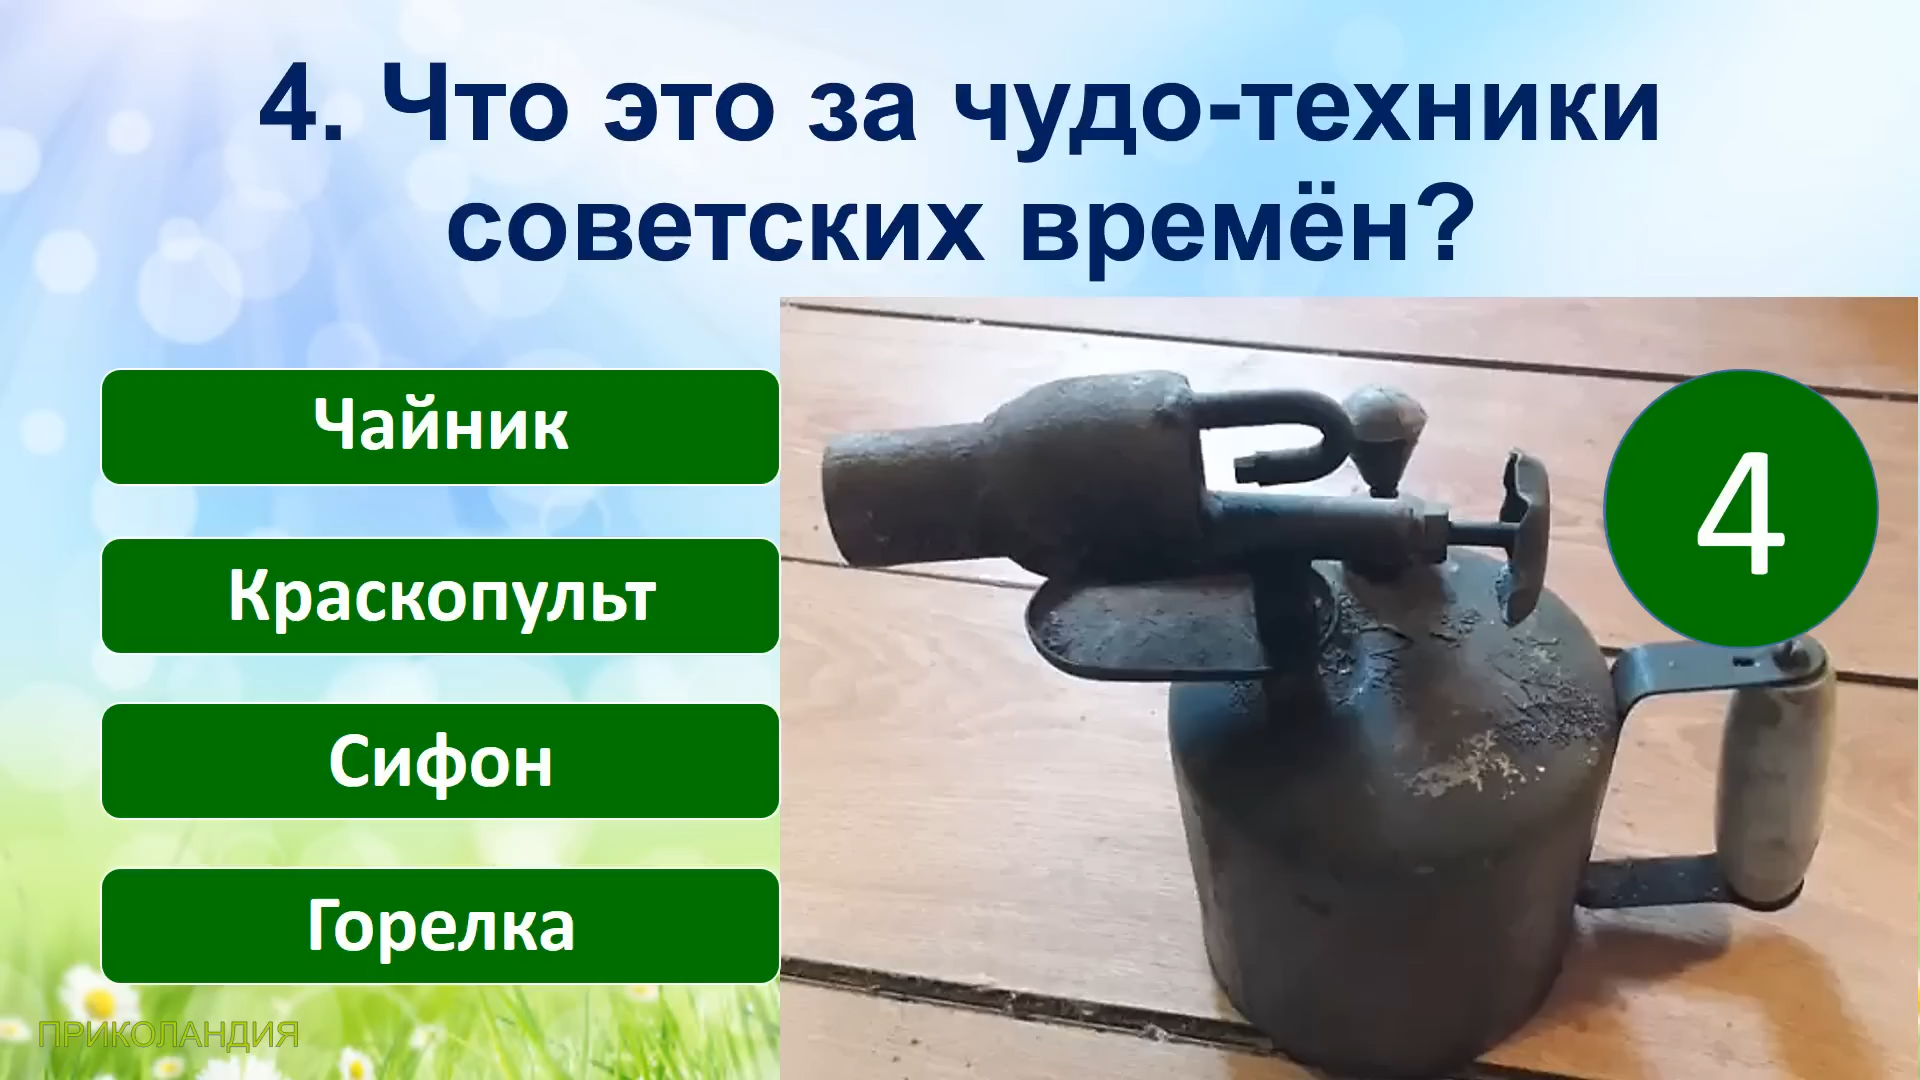 4. Что это за чудо-техники
советских времён?
Чайник
4
Краскопульт
Сифон
Горелка
ПРИКОЛАНДИЯ